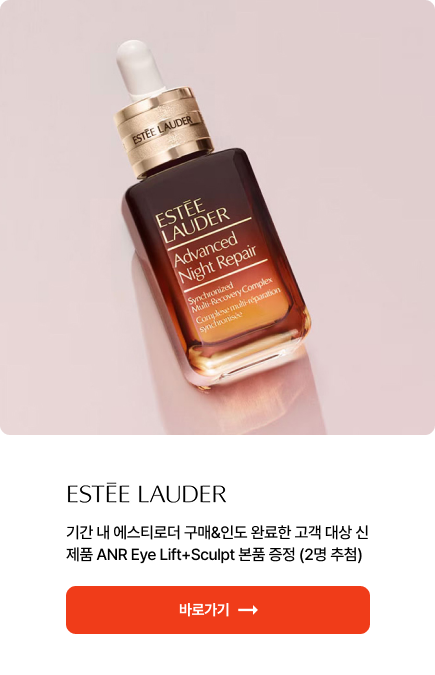 ESTĒE LAUDER
ESTĒE
LAUDER
Advanced
Night Repair
Synchronized
Multi-Recovery Complex
Complexe multi-réparation
synchronisée
ESTĒE LAUDER
기간 내 에스티로더 구매&인도 완료한 고객 대상 신
제품 ANR Eye Lift+Sculpt 본품 증정 (2명 추첨)
바로가기 →